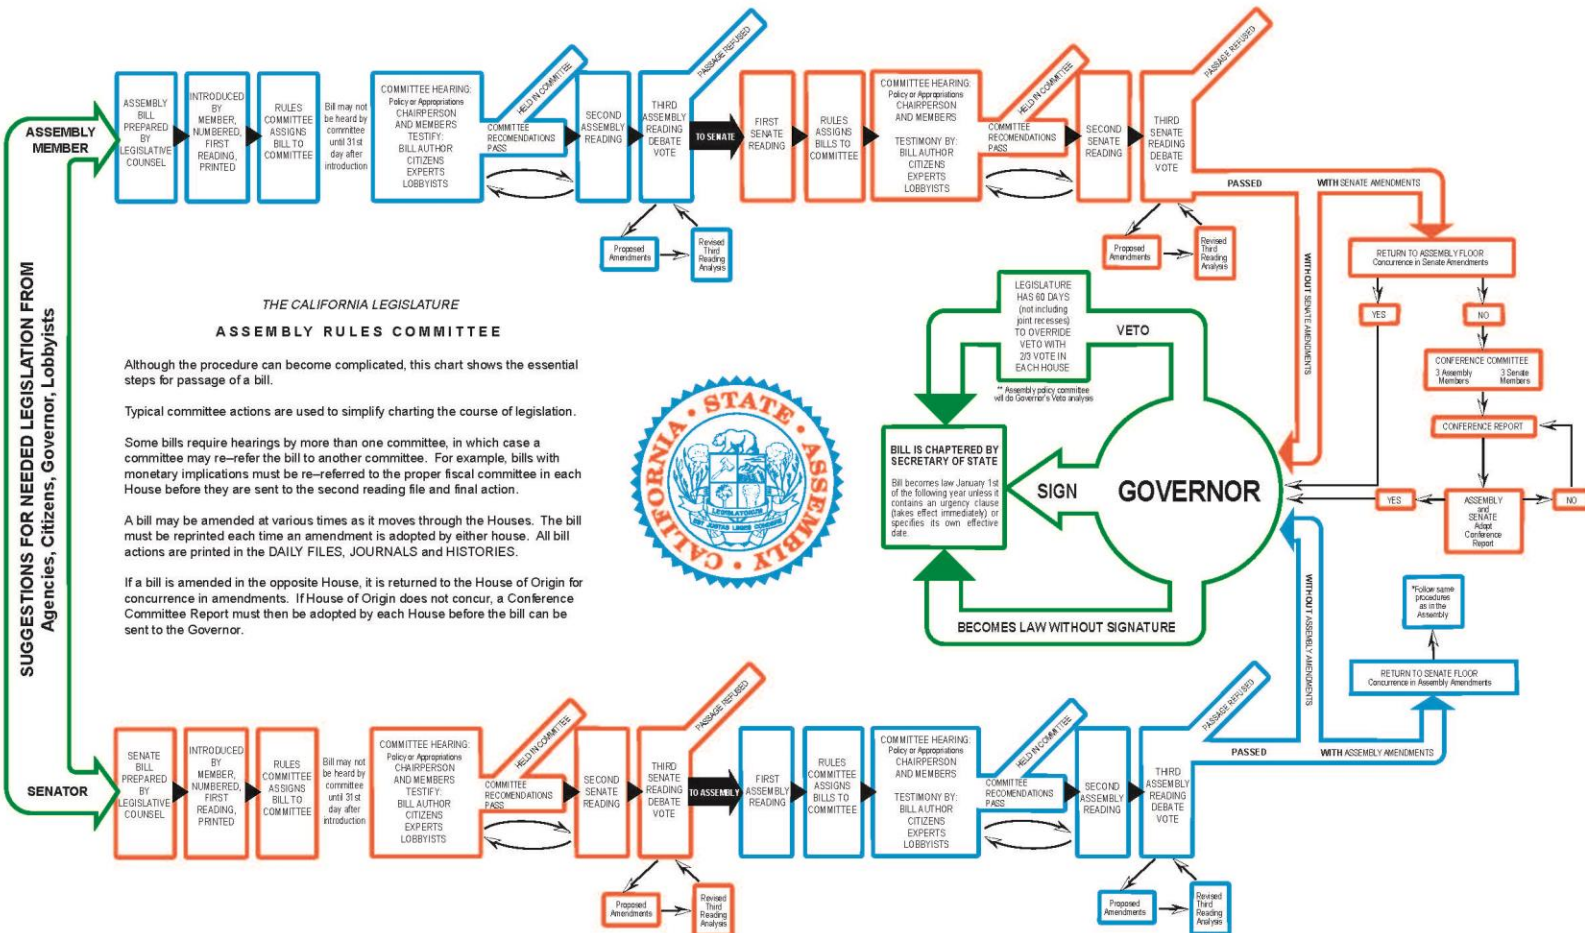 SUGGESTIONS FOR NEEDED LEGISLATION FROM
Agencies, Citizens, Governor, Lobbyists
ASSEMBLY
MEMBER
ASSEMBLY
BILL
PREPARED
BY
LEGISLATIVE
COUNSEL
INTRODUCED
BY
MEMBER,
NUMBERED,
FIRST
READING,
PRINTED
RULES
COMMITTEE
ASSIGNS
BILL TO
COMMITTEE
Bill may not
be heard by
committee
until 31st
day after
introduction
COMMITTEE HEARING:
Policy or Appropriations
CHAIRPERSON
AND MEMBERS
TESTIFY:
BILL AUTHOR
CITIZENS
EXPERTS
LOBBYISTS
HELD IN COMMITTEE
COMMITTEE
RECOMENDATIONS
PASS
SECOND
ASSEMBLY
READING
THIRD
ASSEMBLY
READING
DEBATE
VOTE
PASSAGE REFUSED
Proposed
Amendments
Revised
Third
Reading
Analysis
TO SENATE
FIRST
SENATE
READING
RULES
ASSIGNS
BILLS TO
COMMITTEE
COMMITTEE HEARING:
Policy or Appropriations
CHAIRPERSON
AND MEMBERS
TESTIMONY BY:
BILL AUTHOR
CITIZENS
EXPERTS
LOBBYISTS
HELD IN COMMITTEE
COMMITTEE
RECOMENDATIONS
PASS
SECOND
SENATE
READING
THIRD
SENATE
READING
DEBATE
VOTE
PASSAGE REFUSED
Proposed
Amendments
Revised
Third
Reading
Analysis
PASSED
WITH SENATE AMENDMENTS
WITHOUT SENATE AMENDMENTS
RETURN TO ASSEMBLY FLOOR
Concurrence in Senate Amendments
YES
NO
CONFERENCE COMMITTEE
3 Assembly
Members
3 Senate
Members
CONFERENCE REPORT
YES
ASSEMBLY
and
SENATE
Adopt
Conference
Report
NO
THE CALIFORNIA LEGISLATURE
ASSEMBLY RULES COMMITTEE
Although the procedure can become complicated, this chart shows the essential
steps for passage of a bill.
Typical committee actions are used to simplify charting the course of legislation.
Some bills require hearings by more than one committee, in which case a
committee may re–refer the bill to another committee. For example, bills with
monetary implications must be re–referred to the proper fiscal committee in each
House before they are sent to the second reading file and final action.
A bill may be amended at various times as it moves through the Houses. The bill
must be reprinted each time an amendment is adopted by either house. All bill
actions are printed in the DAILY FILES, JOURNALS and HISTORIES.
If a bill is amended in the opposite House, it is returned to the House of Origin for
concurrence in amendments. If House of Origin does not concur, a Conference
Committee Report must then be adopted by each House before the bill can be
sent to the Governor.
CALIFORNIA • STATE • ASSEMBLY
LEGISLATORUM
EST JUSTAS LEGES CONDERE
LEGISLATURE
HAS 60 DAYS
(not including
joint recesses)
TO OVERRIDE
VETO WITH
2/3 VOTE IN
EACH HOUSE
VETO
** Assembly policy committee
will do Governor's Veto analysis
BILL IS CHAPTERED BY
SECRETARY OF STATE
Bill becomes law January 1st
of the following year unless it
contains an urgency clause
(takes effect immediately) or
specifies its own effective
date.
SIGN
GOVERNOR
BECOMES LAW WITHOUT SIGNATURE
*Follow same
procedures
as in the
Assembly
RETURN TO SENATE FLOOR
Concurrence in Assembly Amendments
WITHOUT ASSEMBLY AMENDMENTS
PASSED
WITH ASSEMBLY AMENDMENTS
SENATOR
SENATE
BILL
PREPARED
BY
LEGISLATIVE
COUNSEL
INTRODUCED
BY
MEMBER,
NUMBERED,
FIRST
READING,
PRINTED
RULES
COMMITTEE
ASSIGNS
BILL TO
COMMITTEE
Bill may not
be heard by
committee
until 31st
day after
introduction
COMMITTEE HEARING:
Policy or Appropriations
CHAIRPERSON
AND MEMBERS
TESTIFY:
BILL AUTHOR
CITIZENS
EXPERTS
LOBBYISTS
HELD IN COMMITTEE
COMMITTEE
RECOMENDATIONS
PASS
SECOND
SENATE
READING
THIRD
SENATE
READING
DEBATE
VOTE
PASSAGE REFUSED
Proposed
Amendments
Revised
Third
Reading
Analysis
TO ASSEMBLY
FIRST
ASSEMBLY
READING
RULES
COMMITTEE
ASSIGNS
BILLS TO
COMMITTEE
COMMITTEE HEARING:
Policy or Appropriations
CHAIRPERSON
AND MEMBERS
TESTIMONY BY:
BILL AUTHOR
CITIZENS
EXPERTS
LOBBYISTS
HELD IN COMMITTEE
COMMITTEE
RECOMENDATIONS
PASS
SECOND
ASSEMBLY
READING
THIRD
ASSEMBLY
READING
DEBATE
VOTE
PASSAGE REFUSED
Proposed
Amendments
Revised
Third
Reading
Analysis